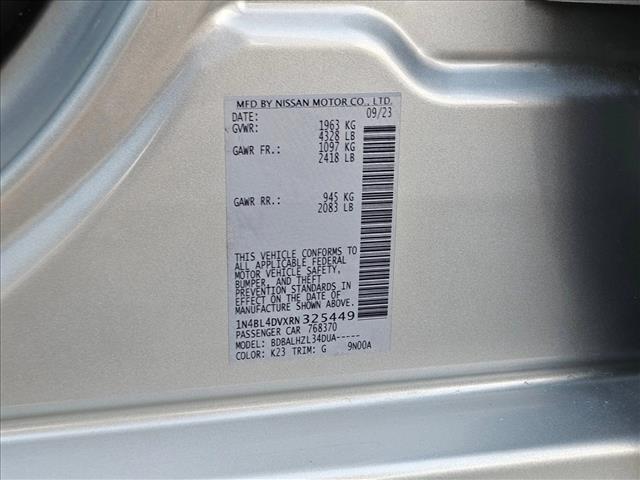 MFD BY NISSAN MOTOR CO., LTD.
DATE: 09/23
GVWR: 1963 KG
4328 LB
GAWR FR.: 1097 KG
2418 LB
GAWR RR.: 945 KG
2083 LB
THIS VEHICLE CONFORMS TO
ALL APPLICABLE FEDERAL
MOTOR VEHICLE SAFETY,
BUMPER, AND THEFT
PREVENTION STANDARDS IN
EFFECT ON THE DATE OF
MANUFACTURE SHOWN ABOVE.
1N4BL4DVXRN325449
PASSENGER CAR 768370
MODEL: BDBALHZL34DUA-----
COLOR: K23 TRIM: G 9N00A